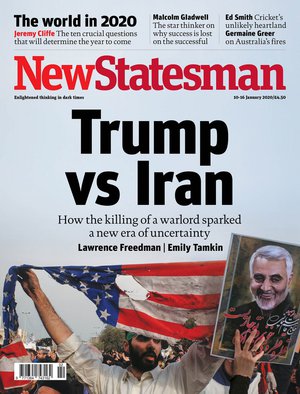 The world in 2020
Jeremy Cliffe The ten crucial questions
that will determine the year to come
Malcolm Gladwell
The star thinker on
why success is lost
on the successful
Ed Smith Cricket's
unlikely heartland
Germaine Greer
on Australia's fires
NewStatesman
Enlightened thinking in dark times
10-16 January 2020/£4.50
Trump
vs Iran
How the killing of a warlord sparked
a new era of uncertainty
Lawrence Freedman | Emily Tamkin